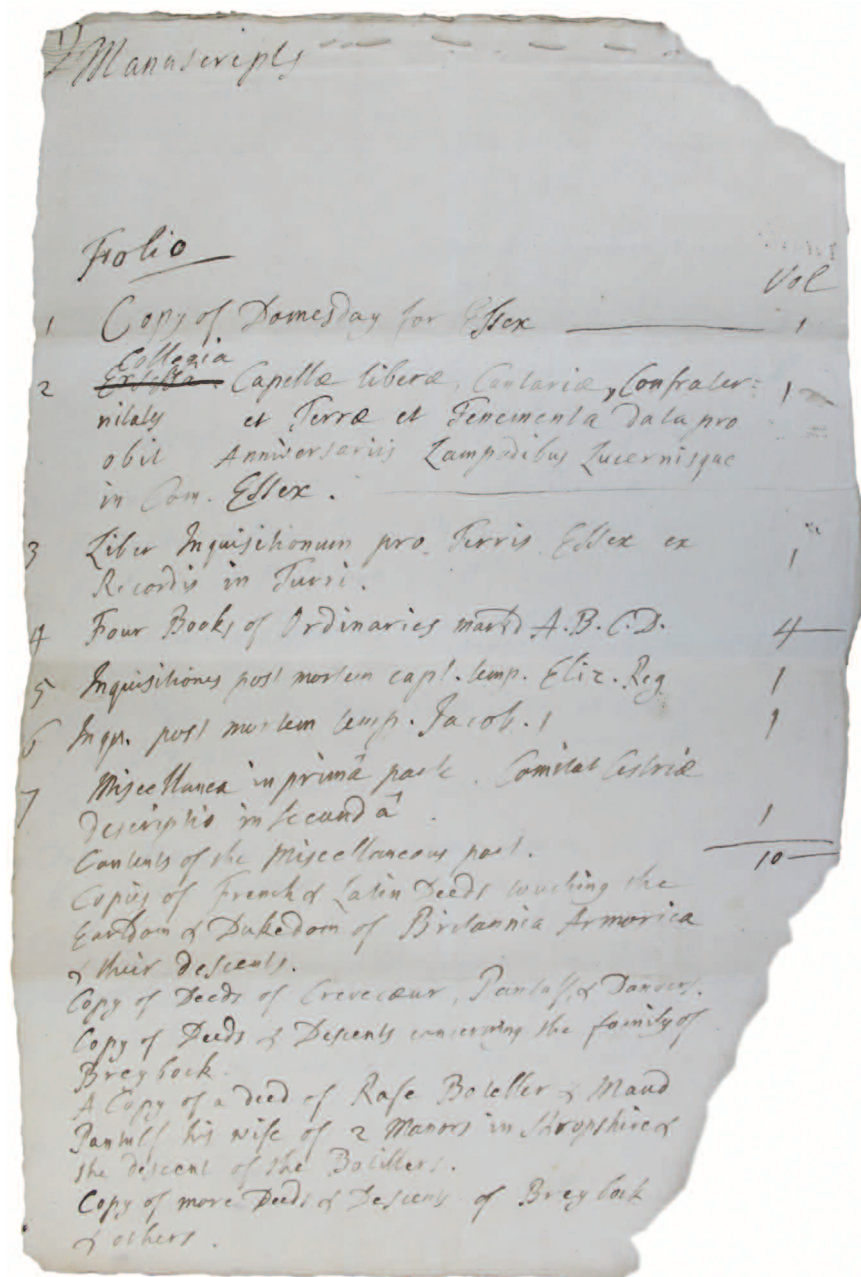 Manuscripts
Folio
Vol
1 Copy of Domesday for Essex 1
Collegia
2 Capellæ liberæ, Cantariæ, Confrater= 1
nitates et Terræ et Tenementa data pro
obit Anniversariis Lampadibus Lucernisque
in Com. Essex.
3 Liber Inquisitionum pro Terris Essex ex
Recordis in Turri. 1
4 Four Books of Ordinaries markd A.B.C.D. 4
5 Inquisitiones post mortem capt. temp. Eliz. Reg 1
6 Inqu. post mortem temp. Jacob. 1 1
7 Miscellanea in primâ parte. Comitat Cestriæ
Descriptio in secundâ. 1
Contents of the Miscellaneous part. 10
Copies of French & Latin Deeds touching the
Earldom & Dukedom of Britannia Armorica
& their descents.
Copy of Deeds of Crevecœur, Pantulf, & Danvers.
Copy of Deeds & Descents concerning the family of
Breybock.
A Copy of a deed of Rafe Boteller & Maud
Pantulf his wife of 2 Manors in Shropshire &
the descent of the Botillers.
Copy of more Deeds & Descents of Breybock
& others.